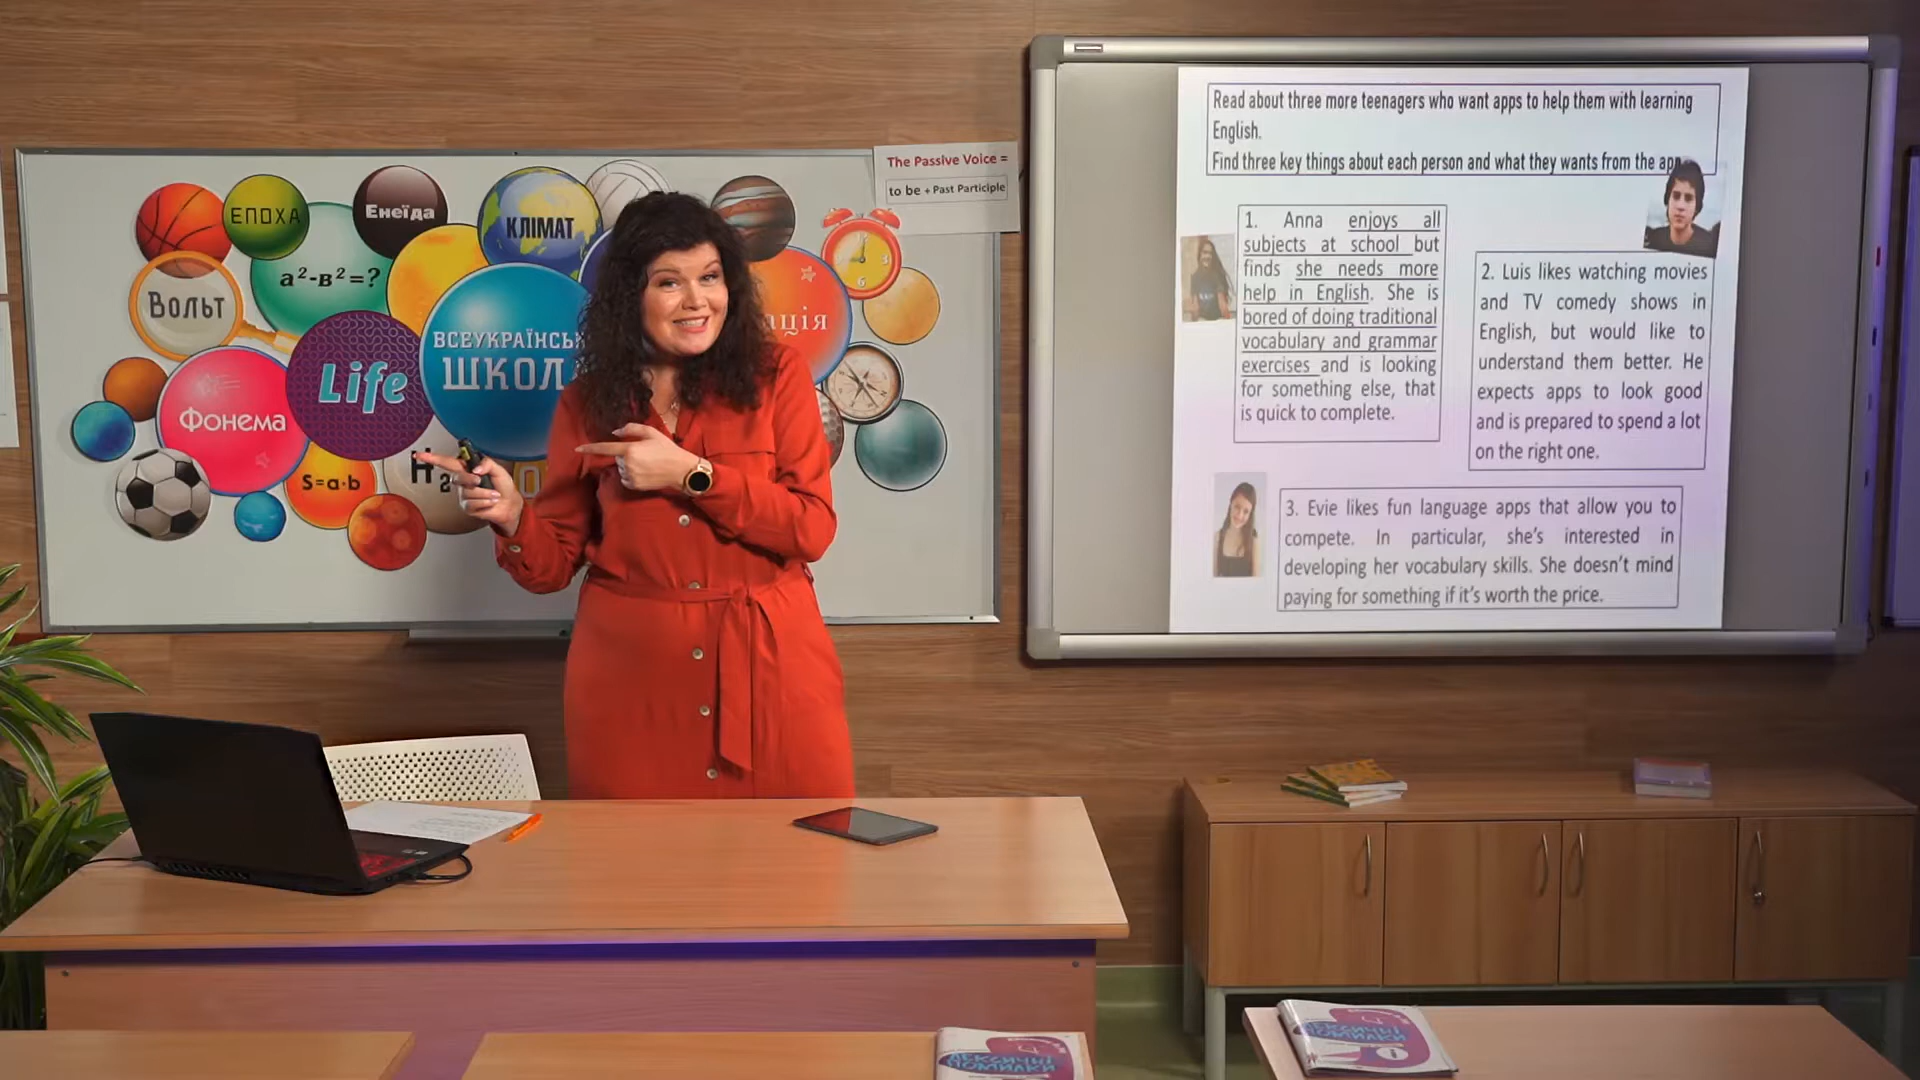 The Passive Voice =
to be + Past Participle
ЕПОХА
Енеїда
КЛІМАТ
a²-в²=?
Вольт
ВСЕУКРАЇНСЬК
ШКОЛ
ація
Life
Фонема
S=a·b
H₂
6
Read about three more teenagers who want apps to help them with learning
English.
Find three key things about each person and what they wants from the app.
1. Anna enjoys all
subjects at school but
finds she needs more
help in English. She is
bored of doing traditional
vocabulary and grammar
exercises and is looking
for something else, that
is quick to complete.
2. Luis likes watching movies
and TV comedy shows in
English, but would like to
understand them better. He
expects apps to look good
and is prepared to spend a lot
on the right one.
3. Evie likes fun language apps that allow you to
compete. In particular, she's interested in
developing her vocabulary skills. She doesn't mind
paying for something if it's worth the price.
ЛЕКСИЧНІ
ПОМИЛКИ
ЛЕКСИЧНІ
ПОМИЛКИ